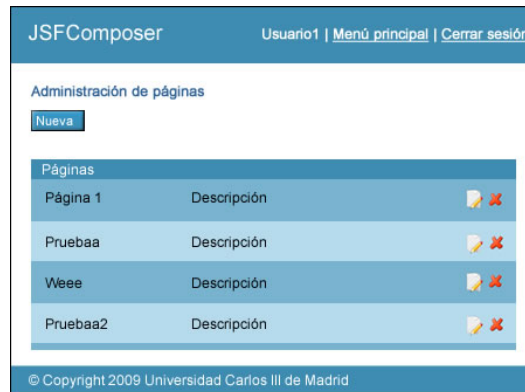 JSFComposer
Usuario1 | Menú principal | Cerrar sesión
Administración de páginas
Nueva
Páginas
Página 1 Descripción
Pruebaa Descripción
Weee Descripción
Pruebaa2 Descripción
© Copyright 2009 Universidad Carlos III de Madrid